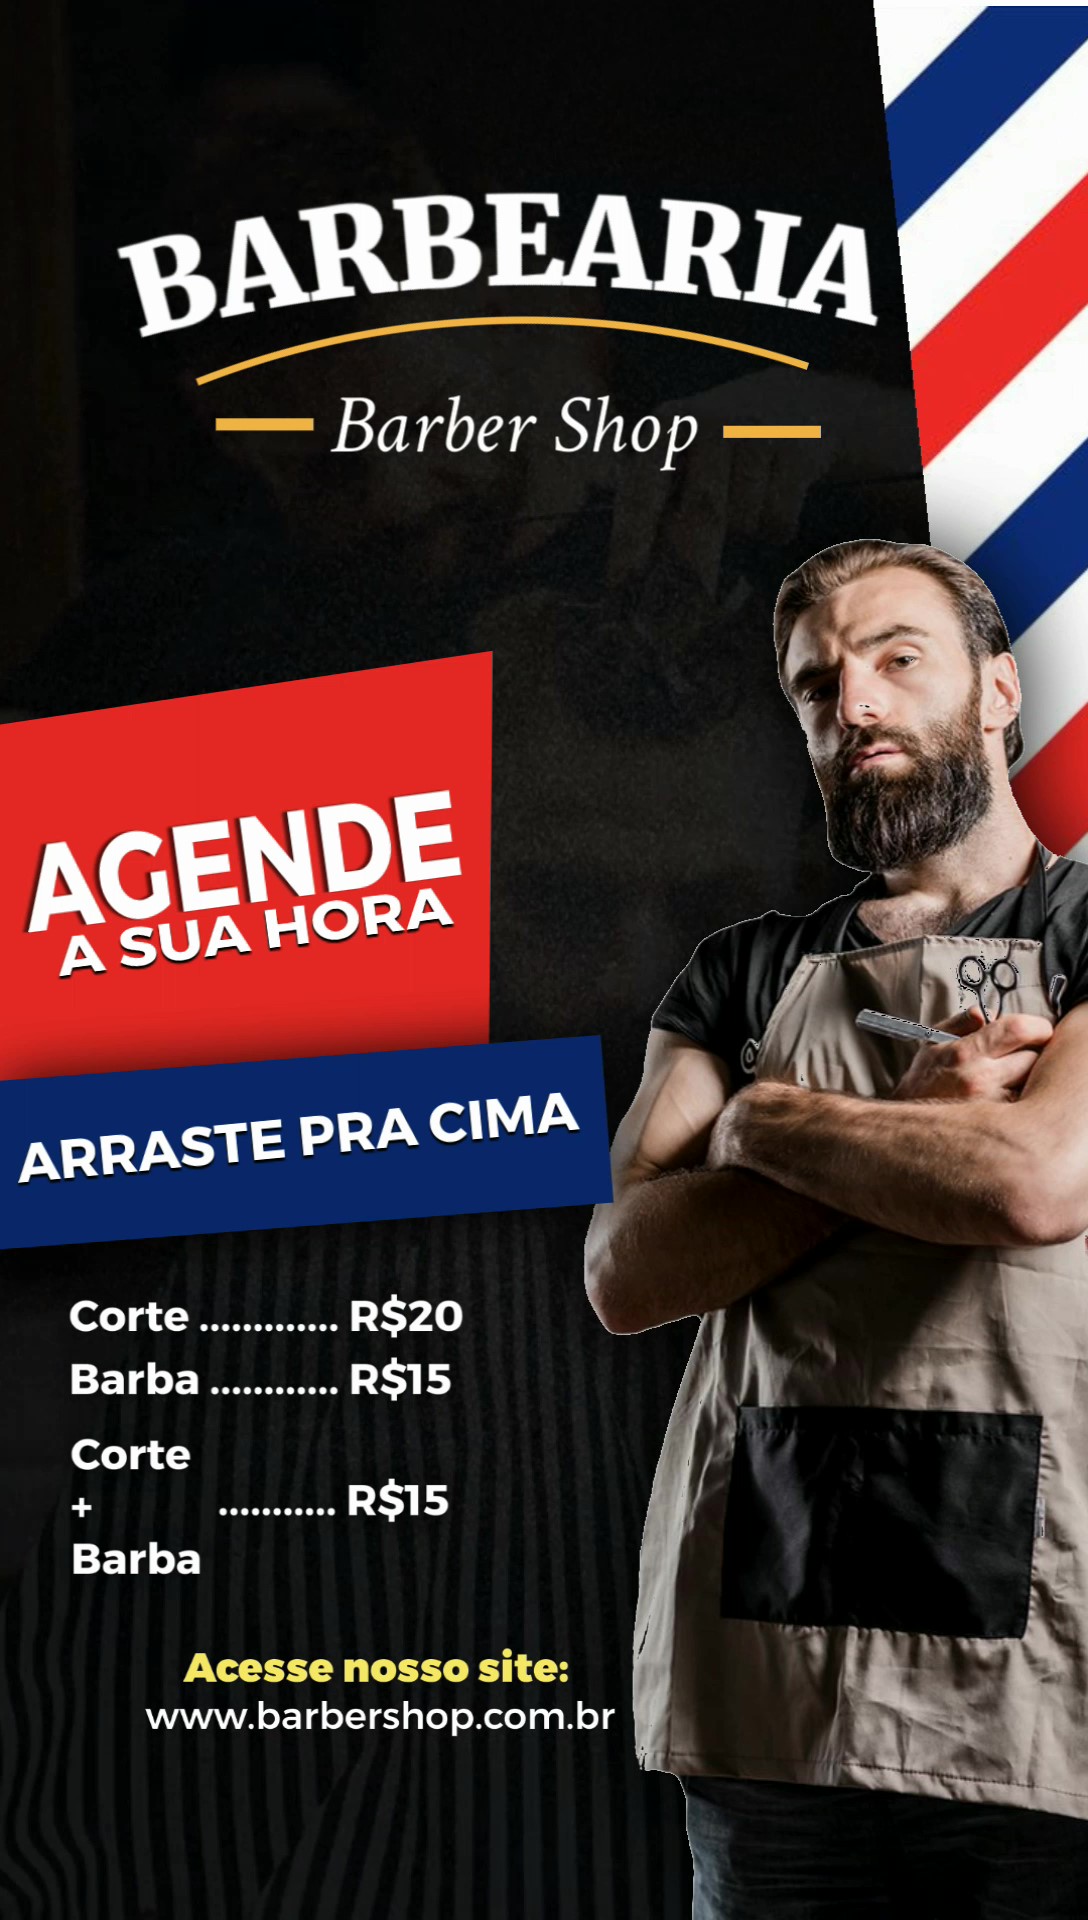 BARBEARIA
Barber Shop
AGENDE
A SUA HORA
ARRASTE PRA CIMA
Corte ............. R$20
Barba ............ R$15
Corte
+ ........... R$15
Barba
Acesse nosso site:
www.barbershop.com.br